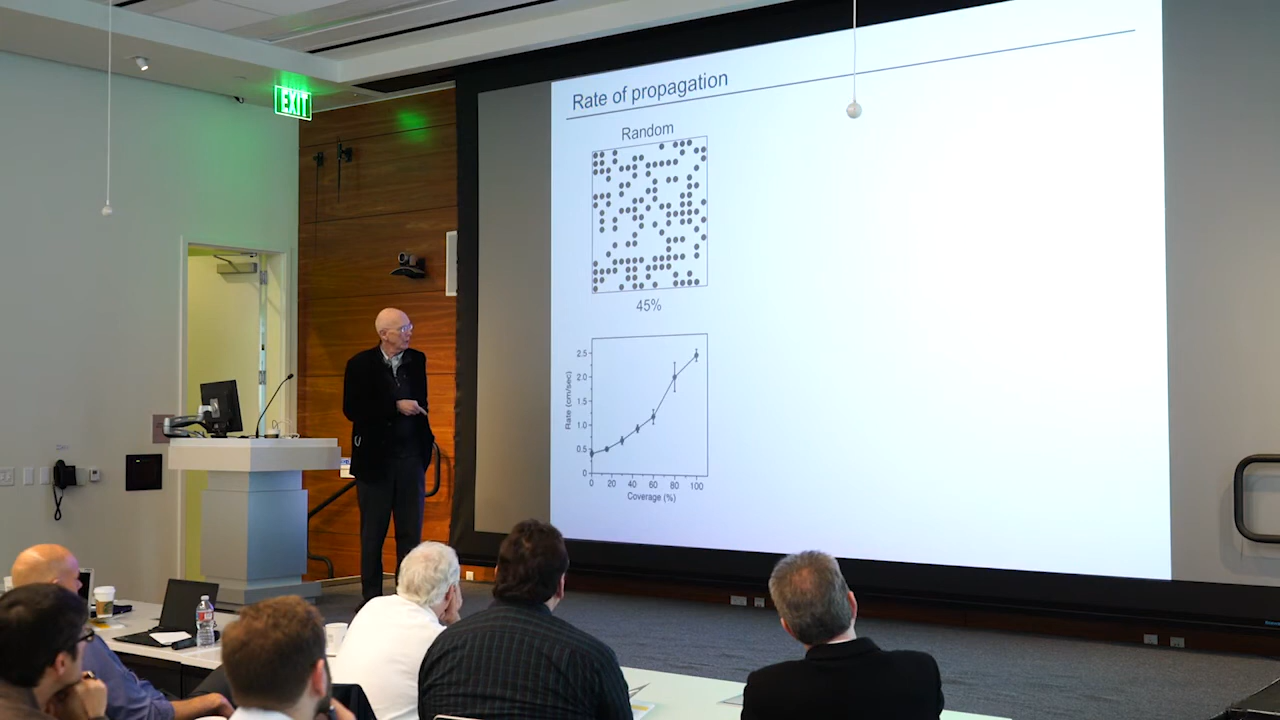 EXIT
Rate of propagation
Random
45%
Rate (cm/sec)
2.5
2.0
1.5
1.0
0.5
0
0 20 40 60 80 100
Coverage (%)